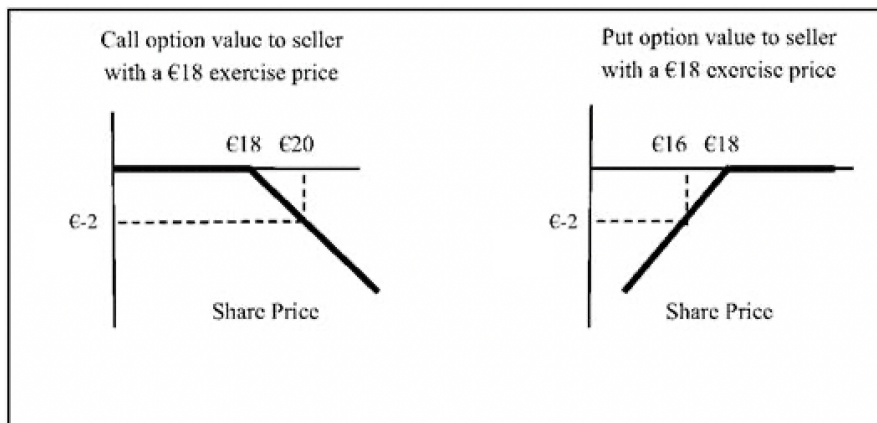 Call option value to seller
with a €18 exercise price
€18 €20
€-2
Share Price
Put option value to seller
with a €18 exercise price
€16 €18
€-2
Share Price